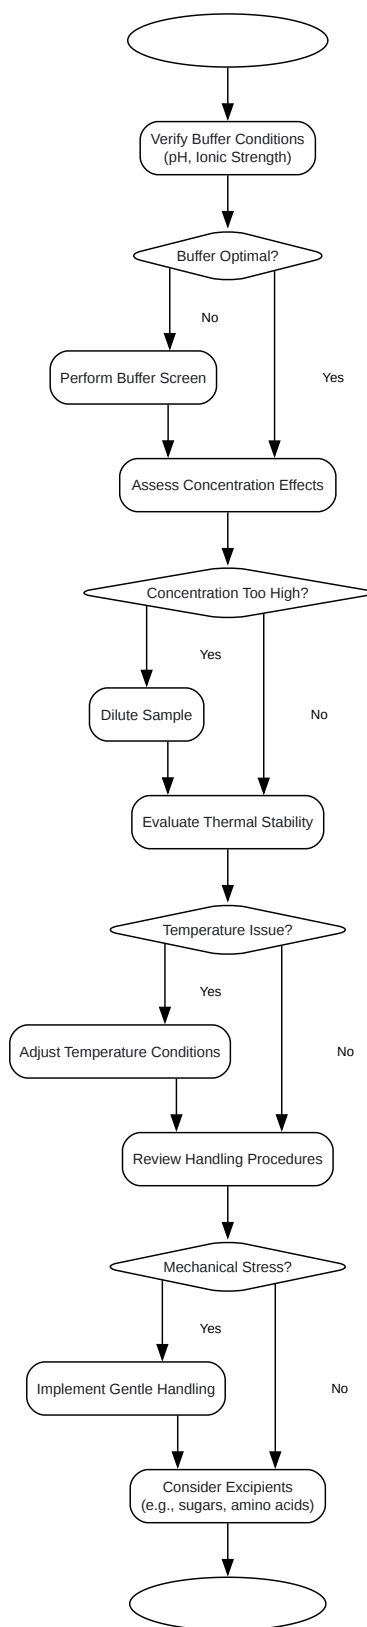 Verify Buffer Conditions
(pH, Ionic Strength)
Buffer Optimal?
No
Perform Buffer Screen
Yes
Assess Concentration Effects
Concentration Too High?
Yes
Dilute Sample
No
Evaluate Thermal Stability
Temperature Issue?
Yes
Adjust Temperature Conditions
No
Review Handling Procedures
Mechanical Stress?
Yes
Implement Gentle Handling
No
Consider Excipients
(e.g., sugars, amino acids)